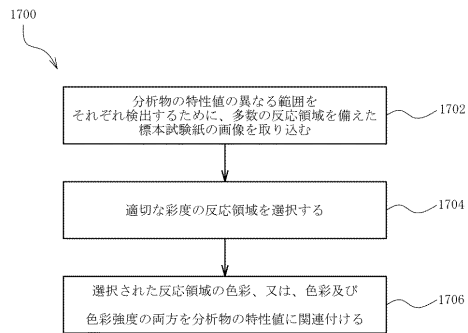 1700
分析物の特性値の異なる範囲を
それぞれ検出するために、多数の反応領域を備えた
標本試験紙の画像を取り込む
1702
適切な彩度の反応領域を選択する
1704
選択された反応領域の色彩、又は、色彩及び
色彩強度の両方を分析物の特性値に関連付ける
1706